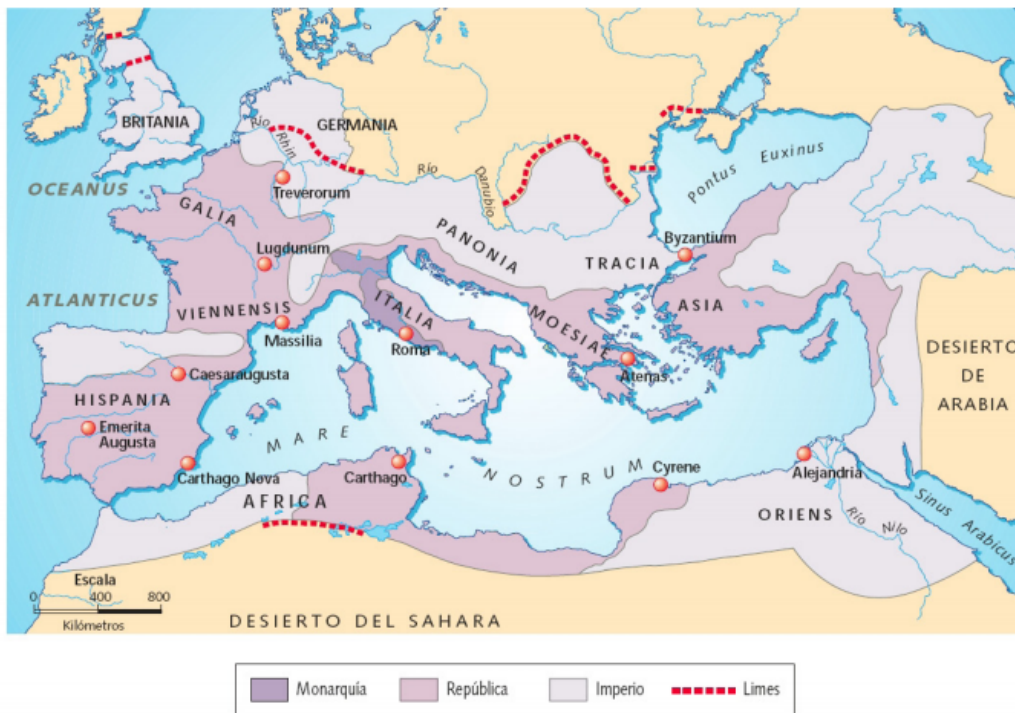 BRITANIA
GERMANIA
Río
Rhin
OCEANUS
Treverorum
Río
Danubio
Pontus Euxinus
GALIA
PANONIA
Lugdunum
Byzantium
TRACIA
ATLANTICUS
VIENNENSIS
ITALIA
MOESIAE
ASIA
Massilia
Roma
DESIERTO
DE
ARABIA
Caesaraugusta
Atenas
HISPANIA
Emerita
Augusta
MARE
NOSTRUM
Carthago Nova
Carthago
Cyrene
Alejandria
AFRICA
ORIENS
Río Nilo
Sinus Arabicus
Escala
0 400 800
Kilómetros
DESIERTO DEL SAHARA
Monarquía República Imperio Limes